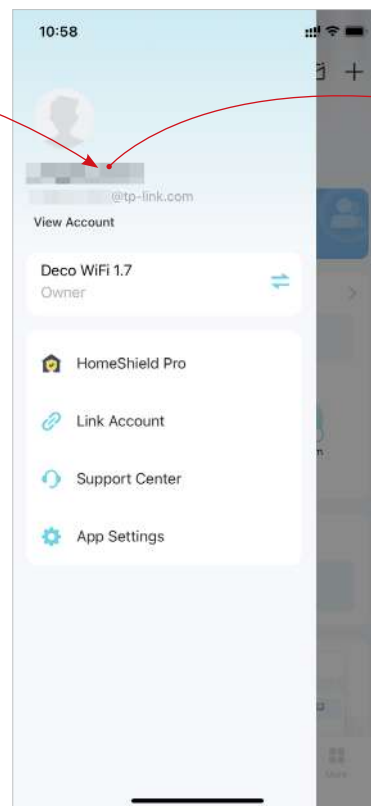 10:58
@tp-link.com
View Account
Deco WiFi 1.7
Owner
HomeShield Pro
Link Account
Support Center
App Settings